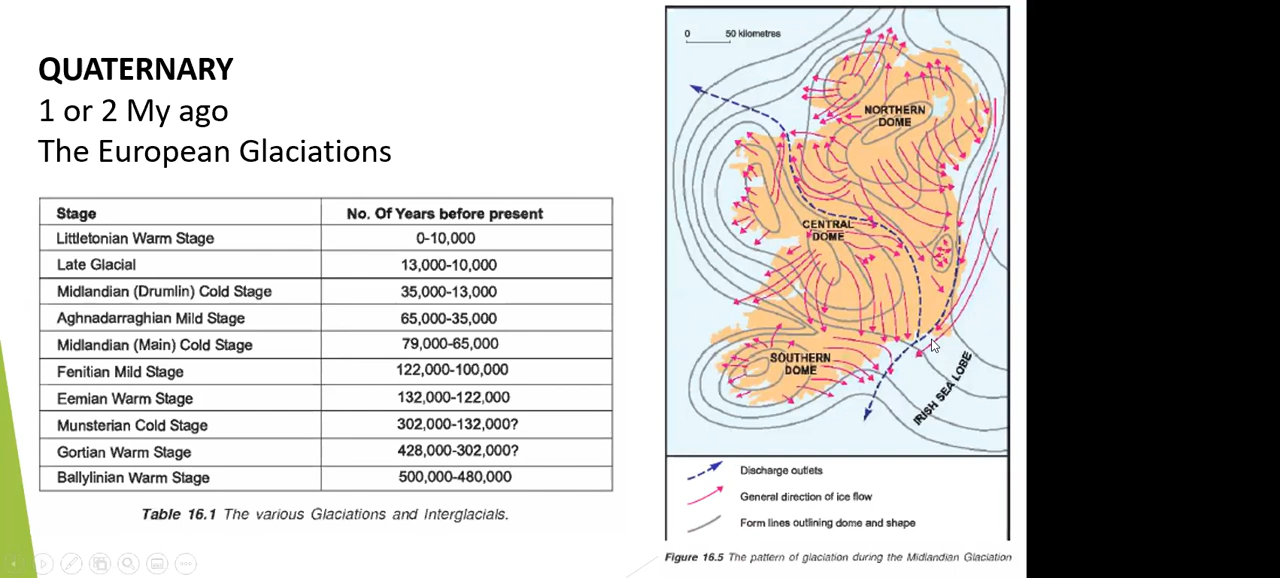 QUATERNARY
1 or 2 My ago
The European Glaciations
Stage No. Of Years before present
Littletonian Warm Stage 0-10,000
Late Glacial 13,000-10,000
Midlandian (Drumlin) Cold Stage 35,000-13,000
Aghnadarraghian Mild Stage 65,000-35,000
Midlandian (Main) Cold Stage 79,000-65,000
Fenitian Mild Stage 122,000-100,000
Eemian Warm Stage 132,000-122,000
Munsterian Cold Stage 302,000-132,000?
Gortian Warm Stage 428,000-302,000?
Ballylinian Warm Stage 500,000-480,000
Table 16.1 The various Glaciations and Interglacials.
0 50 kilometres
NORTHERN
DOME
CENTRAL
DOME
SOUTHERN
DOME
IRISH SEA LOBE
Discharge outlets
General direction of ice flow
Form lines outlining dome and shape
Figure 16.5 The pattern of glaciation during the Midlandian Glaciation